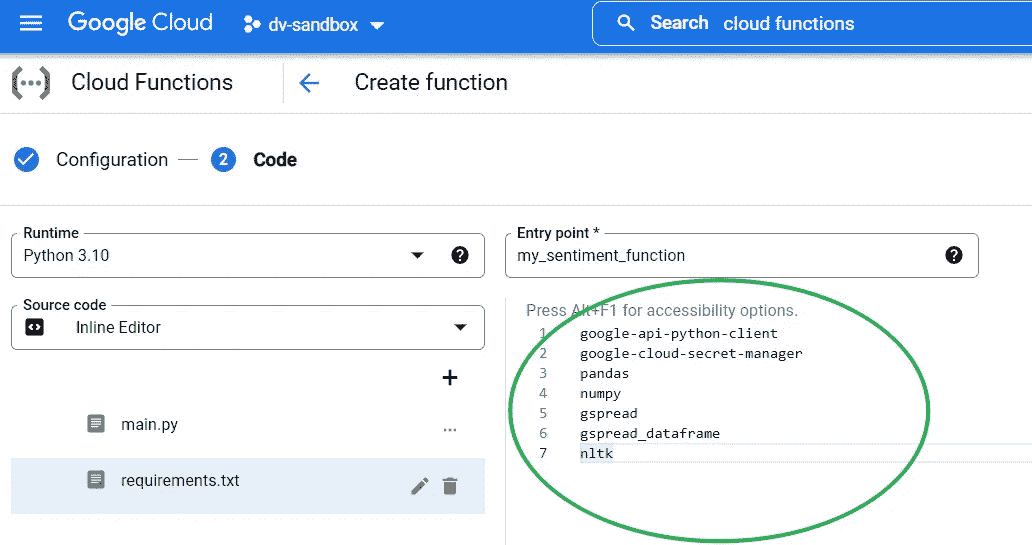 Google Cloud dv-sandbox Search cloud functions
Cloud Functions Create function
Configuration 2 Code
Runtime
Python 3.10
Entry point *
my_sentiment_function
Source code
Inline Editor
main.py ...
requirements.txt
Press Alt+F1 for accessibility options.
1 google-api-python-client
2 google-cloud-secret-manager
3 pandas
4 numpy
5 gspread
6 gspread_dataframe
7 nltk